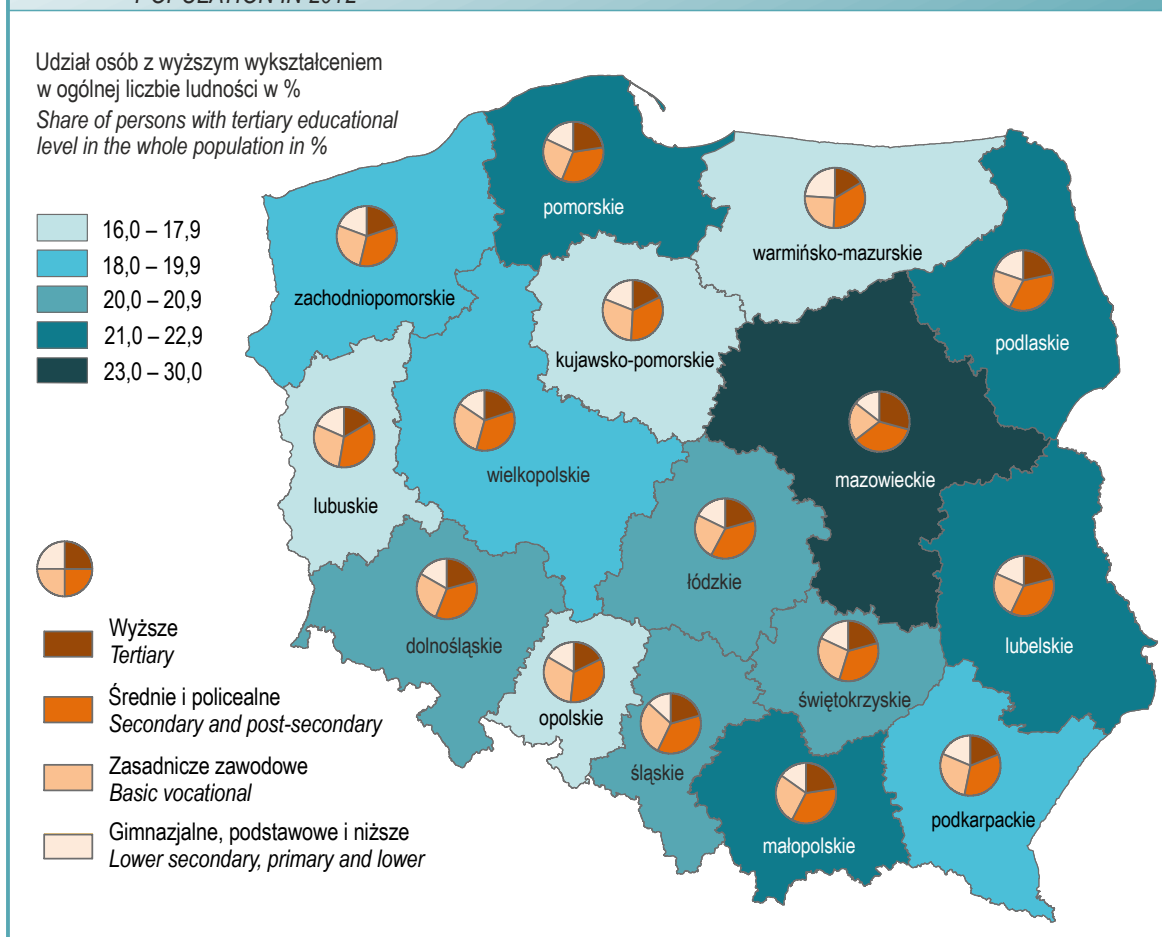 POPULATION IN 2012
Udział osób z wyższym wykształceniem
w ogólnej liczbie ludności w %
Share of persons with tertiary educational
level in the whole population in %
16,0 – 17,9
18,0 – 19,9
20,0 – 20,9
21,0 – 22,9
23,0 – 30,0
pomorskie
warmińsko-mazurskie
zachodniopomorskie
podlaskie
kujawsko-pomorskie
wielkopolskie
mazowieckie
lubuskie
łódzkie
dolnośląskie
lubelskie
świętokrzyskie
opolskie
śląskie
podkarpackie
małopolskie
Wyższe
Tertiary
Średnie i policealne
Secondary and post-secondary
Zasadnicze zawodowe
Basic vocational
Gimnazjalne, podstawowe i niższe
Lower secondary, primary and lower